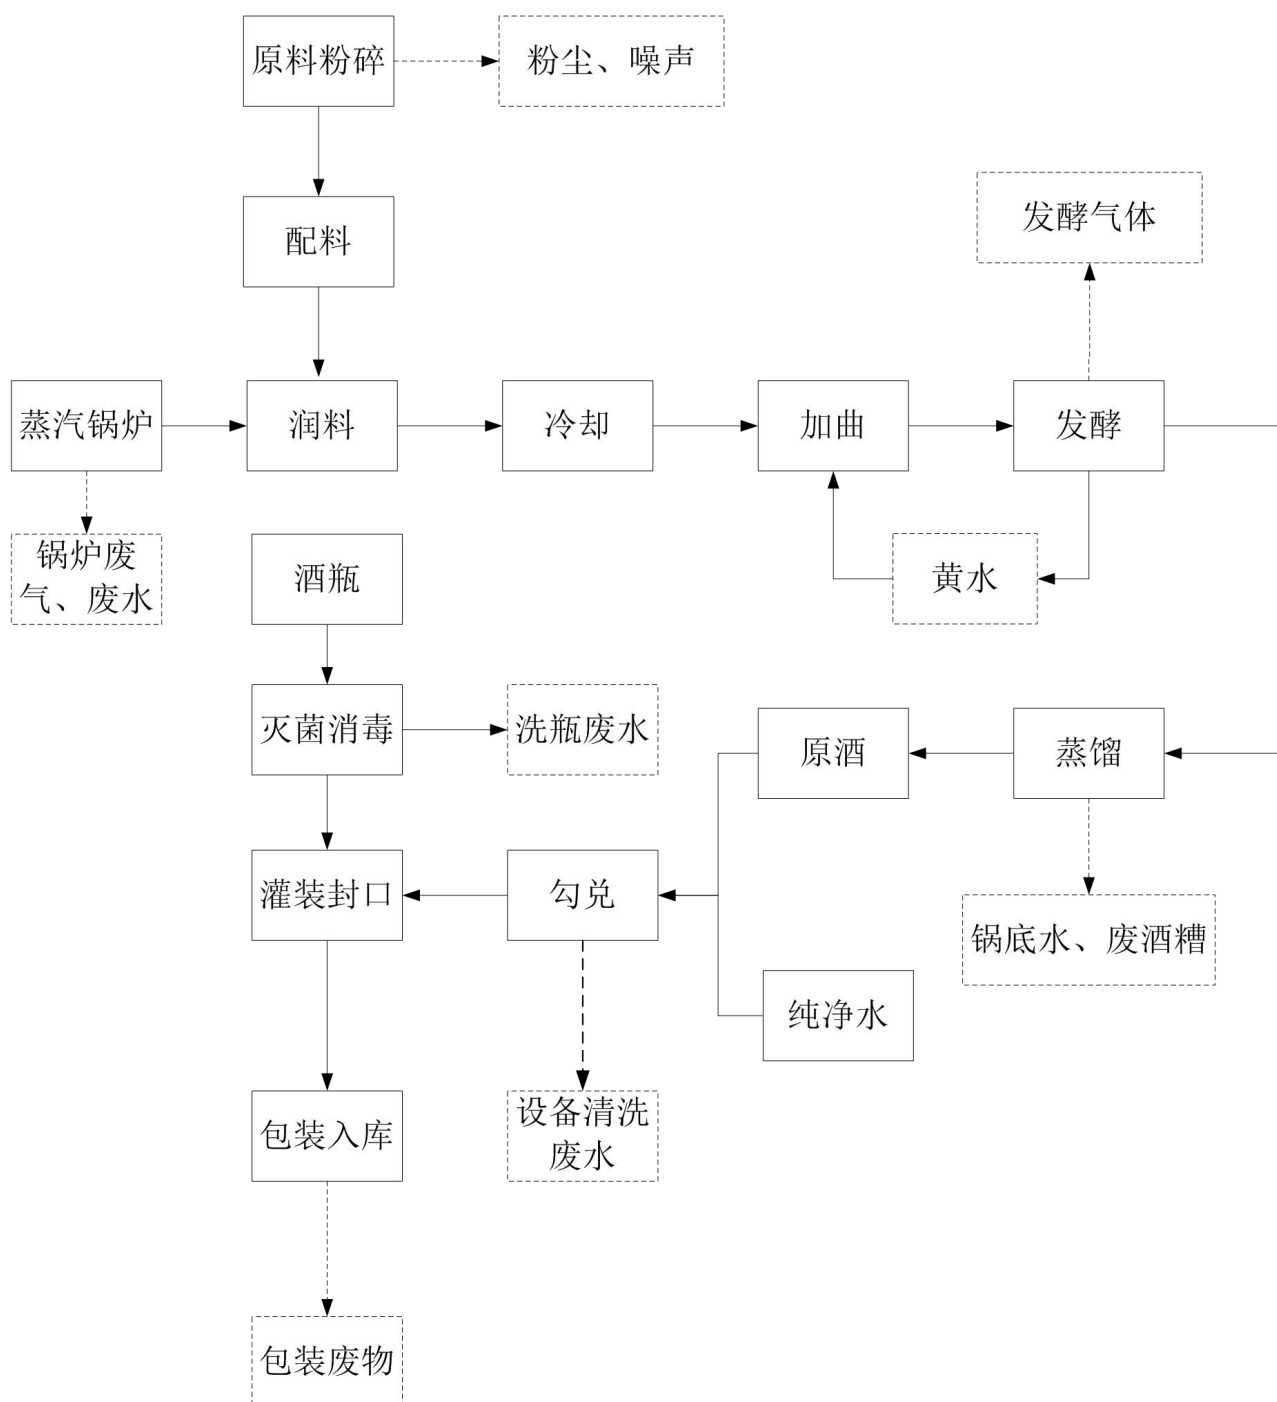 原料粉碎
粉尘、噪声
配料
发酵气体
蒸汽锅炉
润料
冷却
加曲
发酵
锅炉废
气、废水
酒瓶
黄水
灭菌消毒
洗瓶废水
原酒
蒸馏
灌装封口
勾兑
锅底水、废酒糟
纯净水
包装入库
设备清洗
废水
包装废物